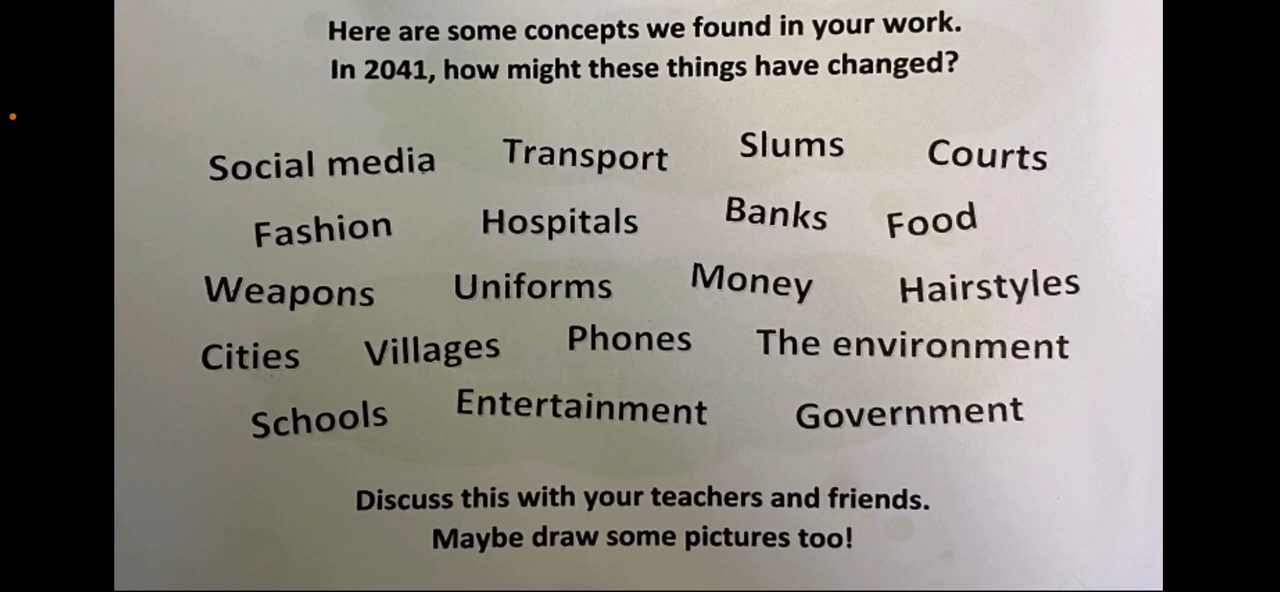 Here are some concepts we found in your work.
In 2041, how might these things have changed?
Social media Transport Slums Courts
Fashion Hospitals Banks Food
Weapons Uniforms Money Hairstyles
Cities Villages Phones The environment
Schools Entertainment Government
Discuss this with your teachers and friends.
Maybe draw some pictures too!